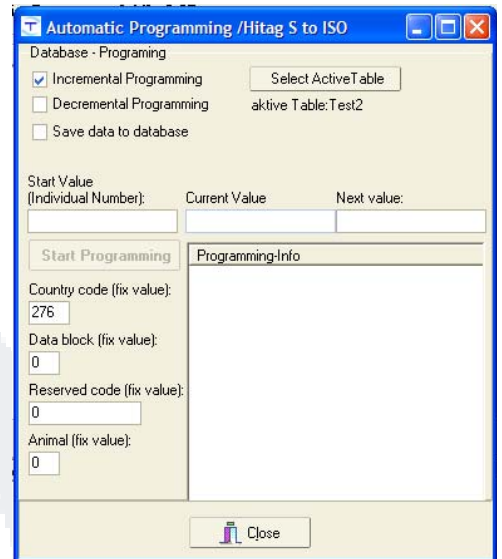 Automatic Programming /Hitag S to ISO
Database - Programing
Incremental Programming
Select ActiveTable
Decremental Programming
aktive Table:Test2
Save data to database
Start Value
(Individual Number):
Current Value
Next value:
Start Programming
Programming-Info
Country code (fix value):
276
Data block (fix value):
0
Reserved code (fix value):
0
Animal (fix value):
0
Close